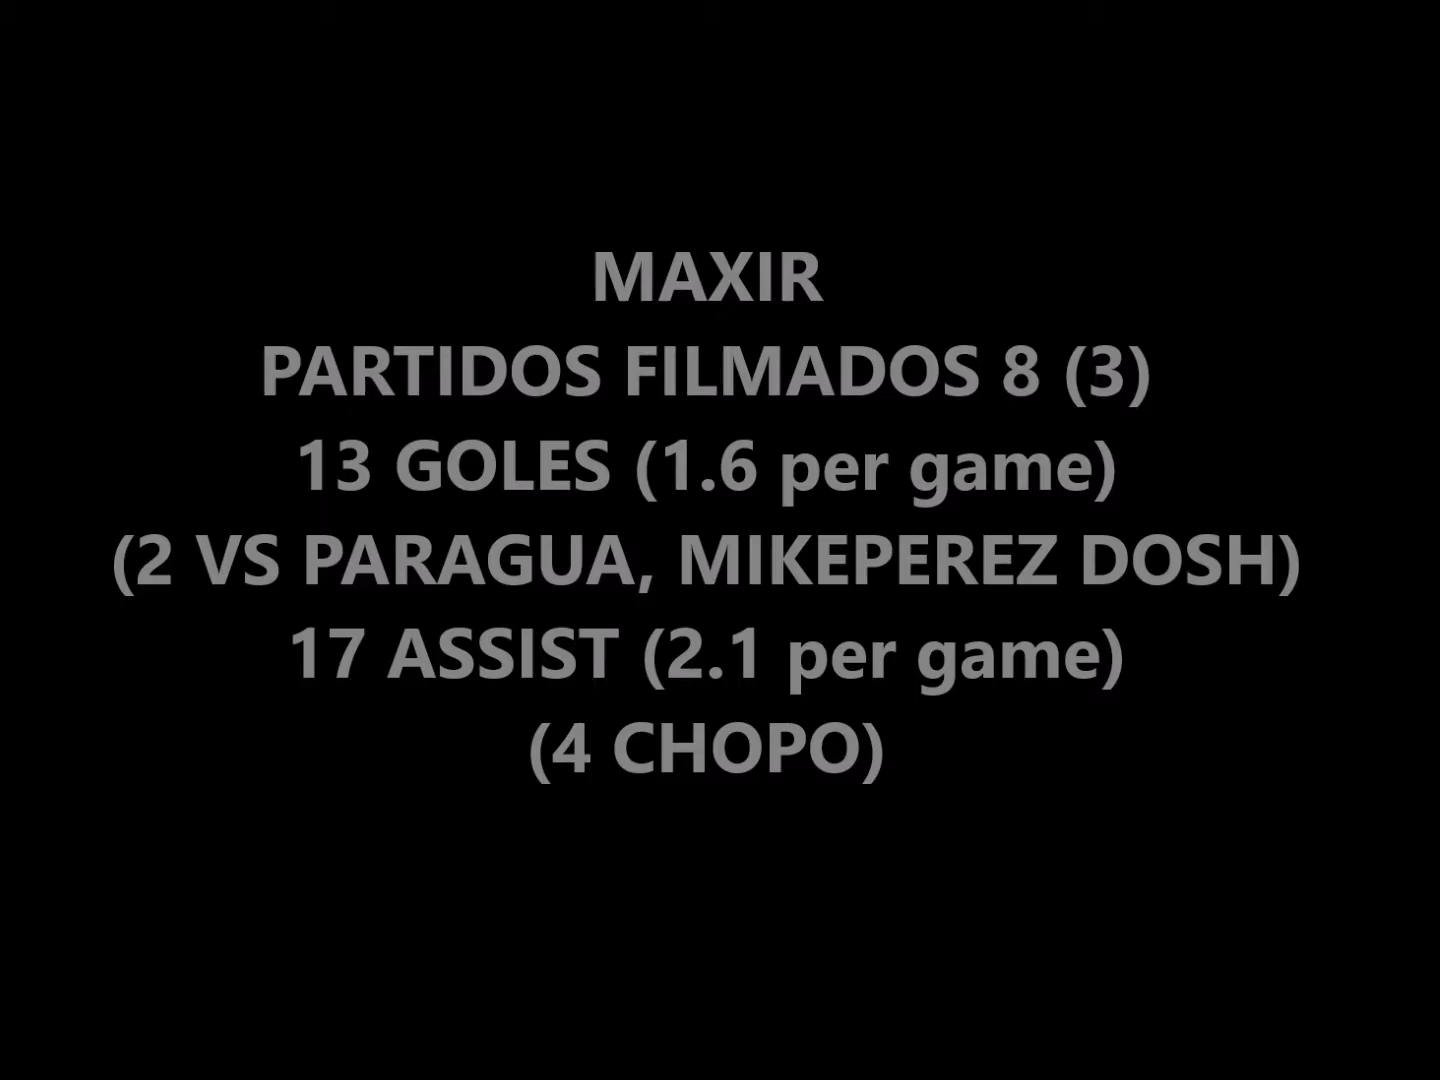 MAXIR
PARTIDOS FILMADOS 8 (3)
13 GOLES (1.6 per game)
(2 VS PARAGUA, MIKEPEREZ DOSH)
17 ASSIST (2.1 per game)
(4 CHOPO)